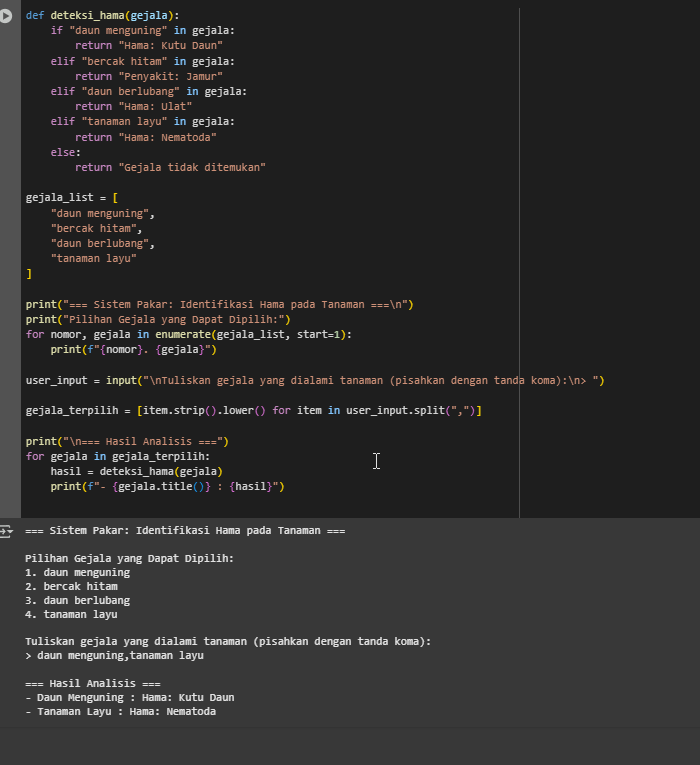 def deteksi_hama(gejala):
    if "daun menguning" in gejala:
        return "Hama: Kutu Daun"
    elif "bercak hitam" in gejala:
        return "Penyakit: Jamur"
    elif "daun berlubang" in gejala:
        return "Hama: Ulat"
    elif "tanaman layu" in gejala:
        return "Hama: Nematoda"
    else:
        return "Gejala tidak ditemukan"
gejala_list = [
    "daun menguning",
    "bercak hitam",
    "daun berlubang",
    "tanaman layu"
]
print("=== Sistem Pakar: Identifikasi Hama pada Tanaman ===\n")
print("Pilihan Gejala yang Dapat Dipilih:")
for nomor, gejala in enumerate(gejala_list, start=1):
    print(f"{nomor}. {gejala}")
user_input = input("\nTuliskan gejala yang dialami tanaman (pisahkan dengan tanda koma):\n> ")
gejala_terpilih = [item.strip().lower() for item in user_input.split(",")]
print("\n=== Hasil Analisis ===")
for gejala in gejala_terpilih:
    hasil = deteksi_hama(gejala)
    print(f"- {gejala.title()} : {hasil}")
=== Sistem Pakar: Identifikasi Hama pada Tanaman ===
Pilihan Gejala yang Dapat Dipilih:
1. daun menguning
2. bercak hitam
3. daun berlubang
4. tanaman layu
Tuliskan gejala yang dialami tanaman (pisahkan dengan tanda koma):
> daun menguning,tanaman layu
=== Hasil Analisis ===
- Daun Menguning : Hama: Kutu Daun
- Tanaman Layu : Hama: Nematoda